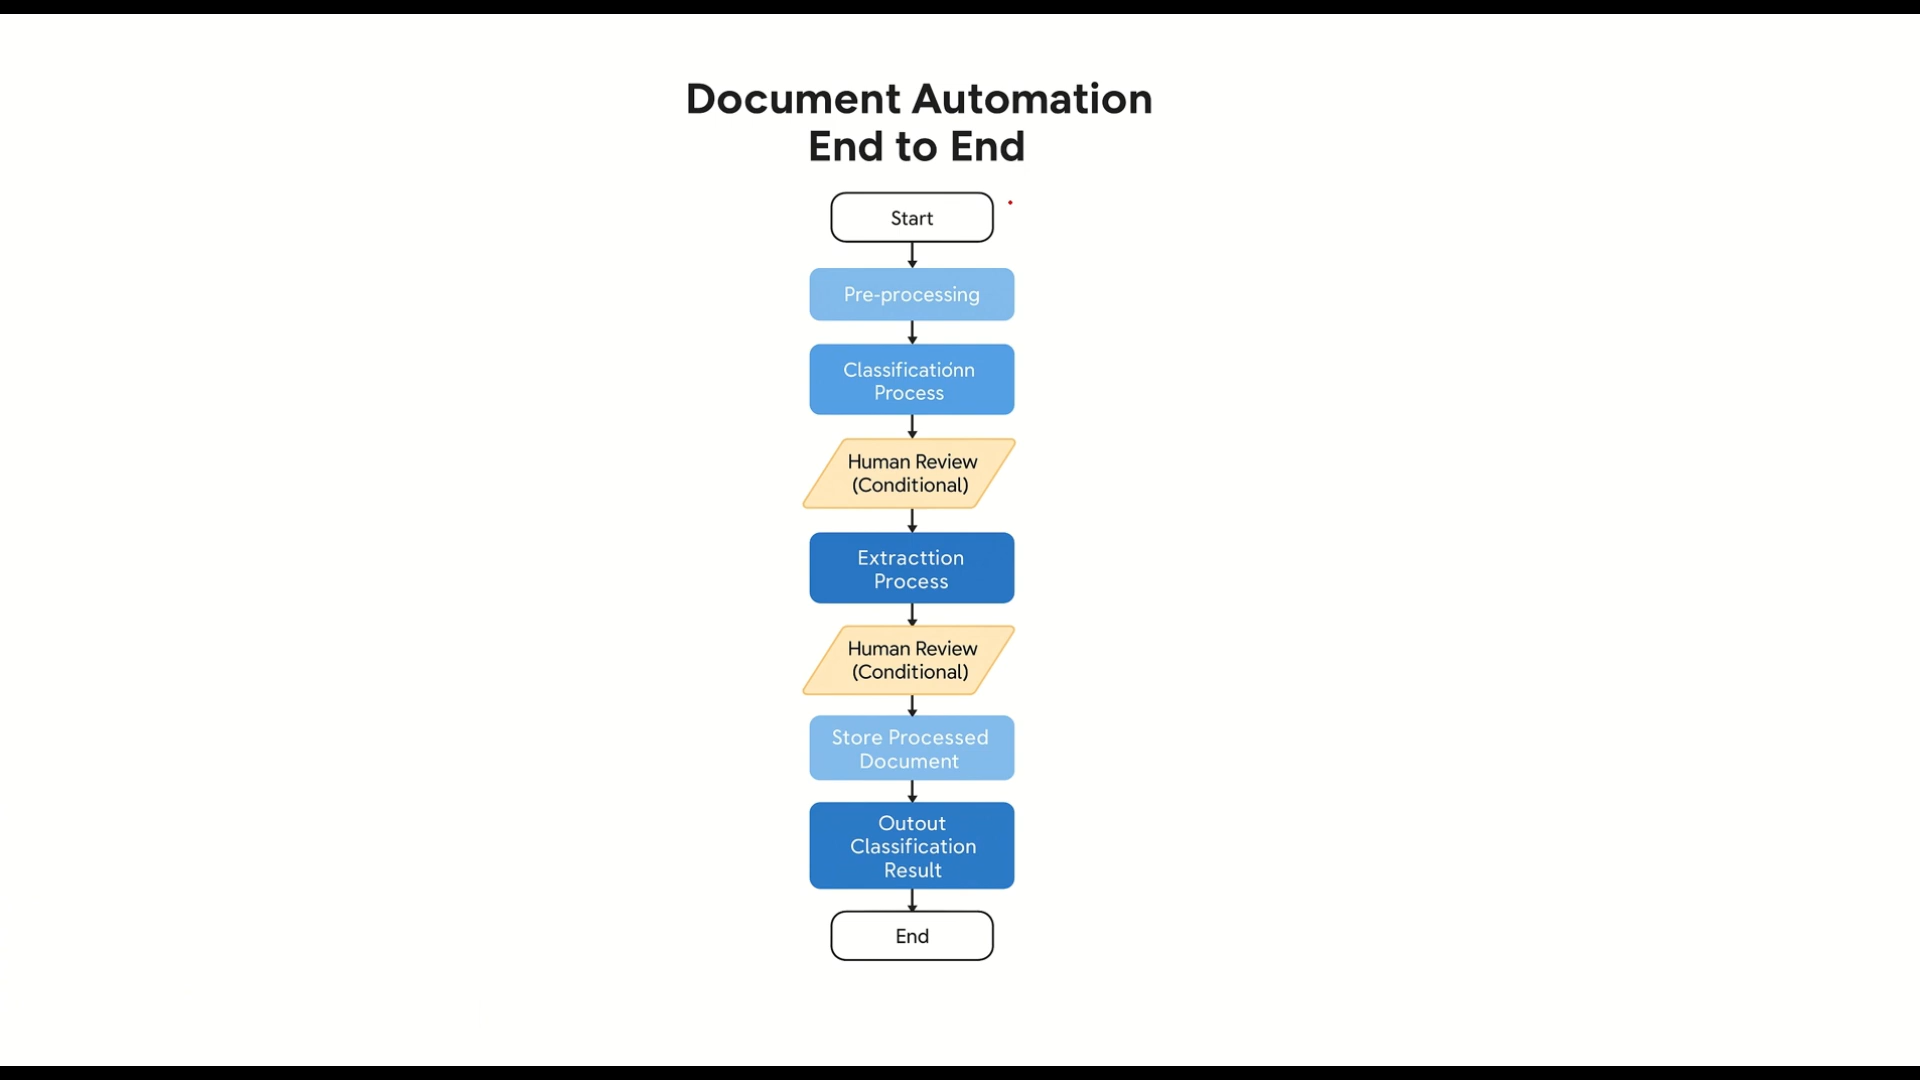 Document Automation
End to End
Start
Pre-processing
Classificationn
Process
Human Review
(Conditional)
Extracttion
Process
Human Review
(Conditional)
Store Processed
Document
Outout
Classification
Result
End